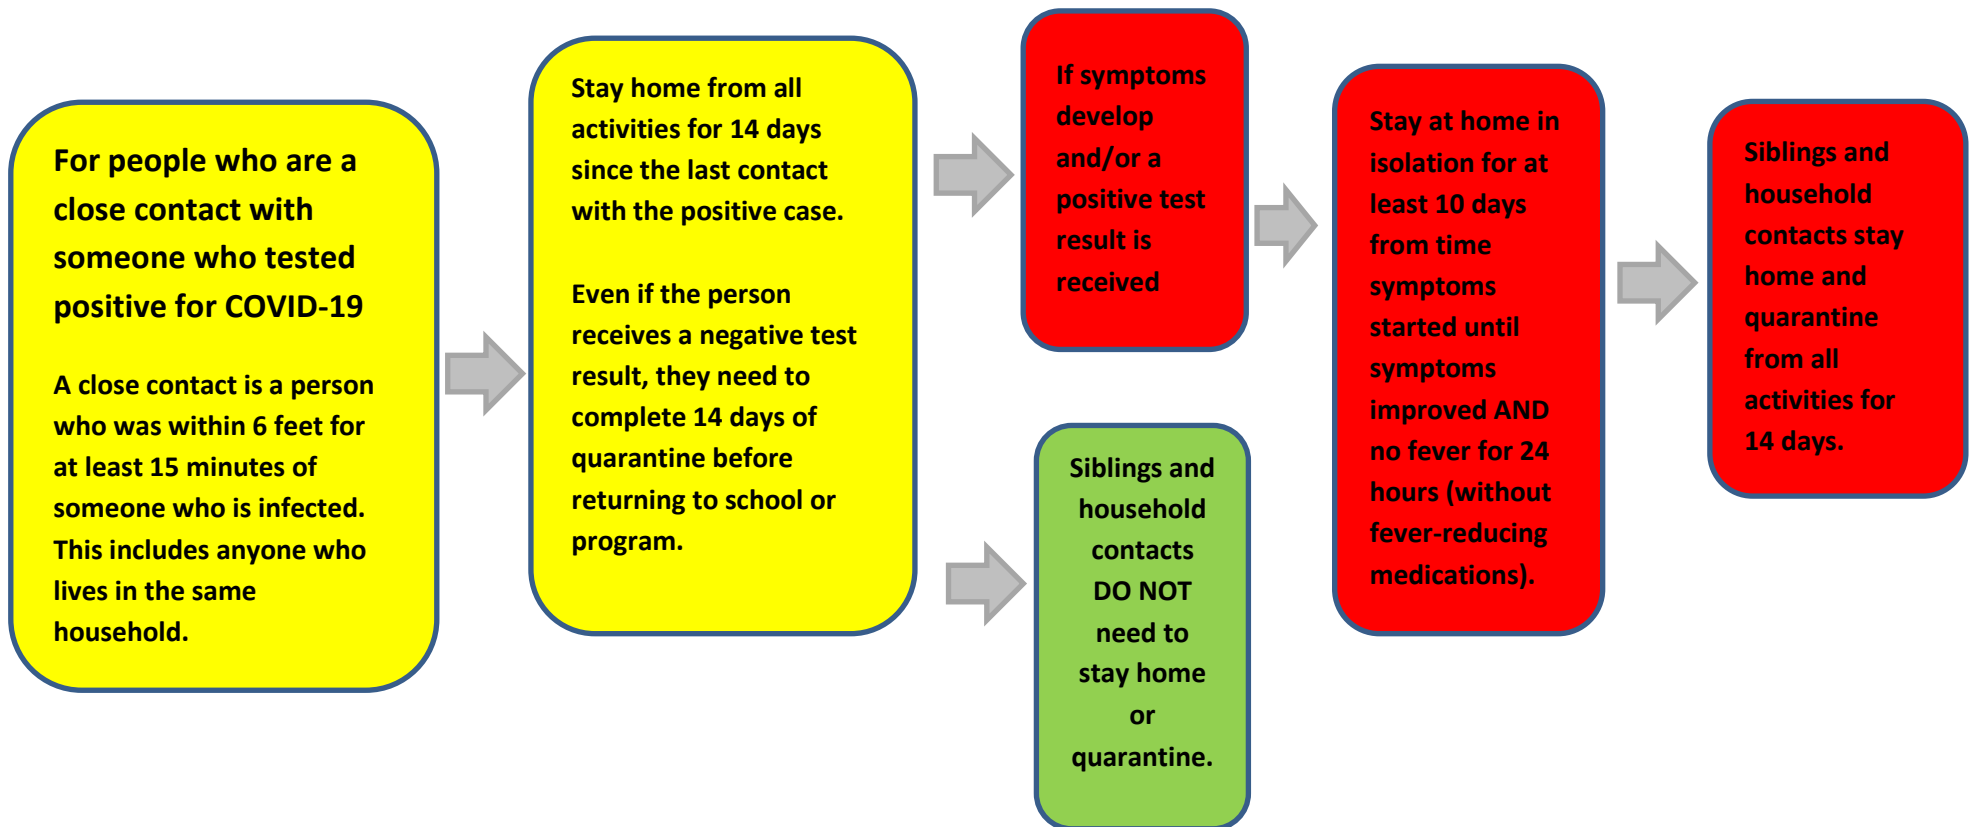 For people who are a
close contact with
someone who tested
positive for COVID-19
A close contact is a person
who was within 6 feet for
at least 15 minutes of
someone who is infected.
This includes anyone who
lives in the same
household.
Stay home from all
activities for 14 days
since the last contact
with the positive case.
Even if the person
receives a negative test
result, they need to
complete 14 days of
quarantine before
returning to school or
program.
If symptoms
develop
and/or a
positive test
result is
received
Siblings and
household
contacts
DO NOT
need to
stay home
or
quarantine.
Stay at home in
isolation for at
least 10 days
from time
symptoms
started until
symptoms
improved AND
no fever for 24
hours (without
fever-reducing
medications).
Siblings and
household
contacts stay
home and
quarantine
from all
activities for
14 days.